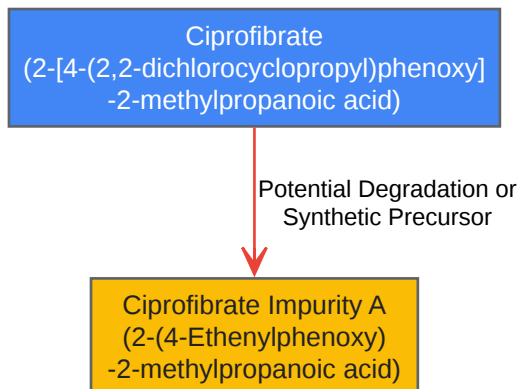 Ciprofibrate
(2-[4-(2,2-dichlorocyclopropyl)phenoxy]
-2-methylpropanoic acid)
Potential Degradation or
Synthetic Precursor
Ciprofibrate Impurity A
(2-(4-Ethenylphenoxy)
-2-methylpropanoic acid)